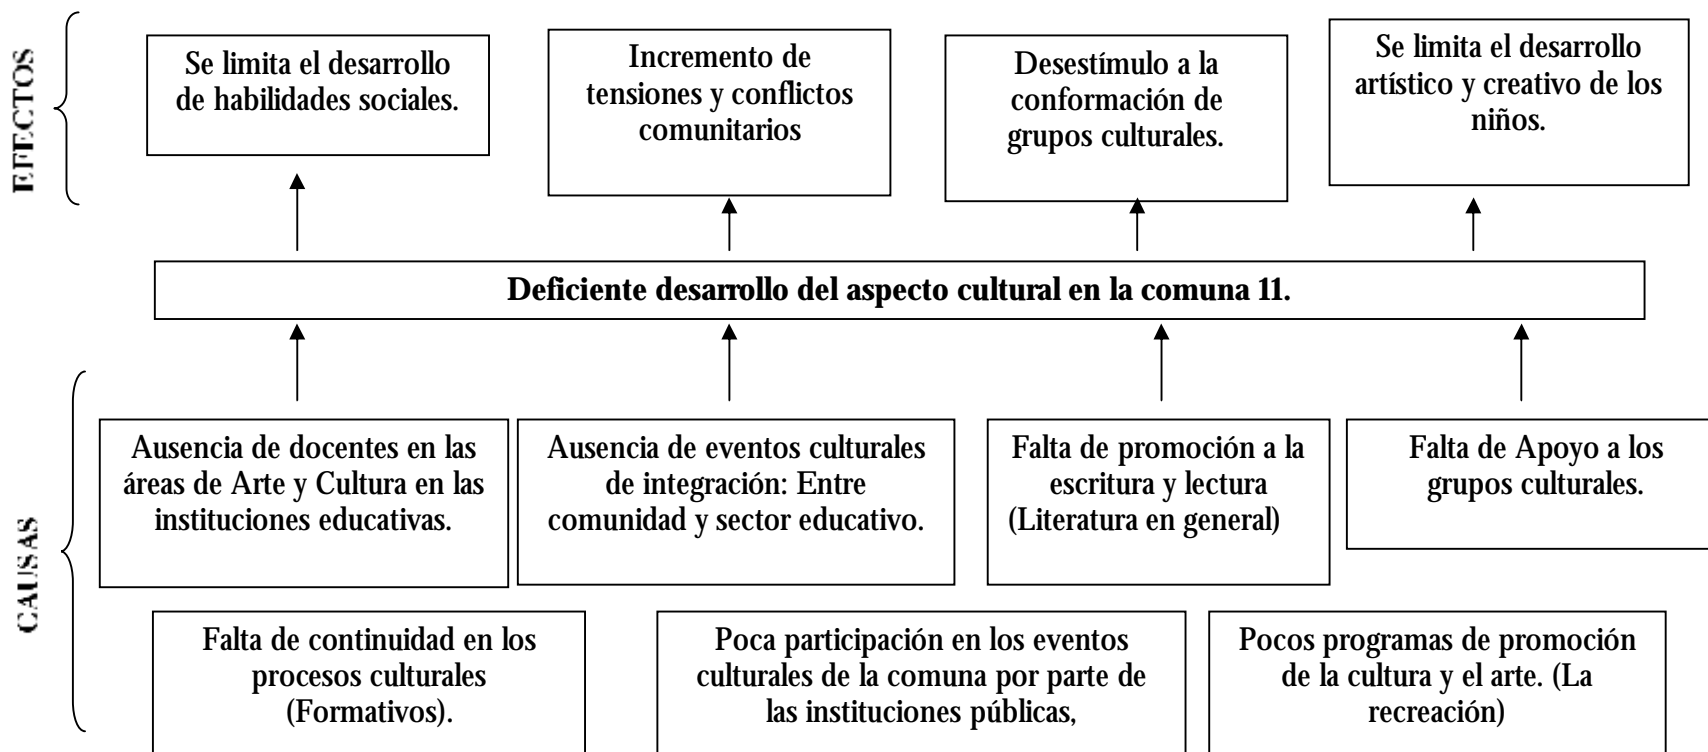 EFECTOS
Se limita el desarrollo
de habilidades sociales.
Incremento de
tensiones y conflictos
comunitarios
Desestímulo a la
conformación de
grupos culturales.
Se limita el desarrollo
artístico y creativo de los
niños.
Deficiente desarrollo del aspecto cultural en la comuna 11.
CAUSAS
Ausencia de docentes en las
áreas de Arte y Cultura en las
instituciones educativas.
Ausencia de eventos culturales
de integración: Entre
comunidad y sector educativo.
Falta de promoción a la
escritura y lectura
(Literatura en general)
Falta de Apoyo a los
grupos culturales.
Falta de continuidad en los
procesos culturales
(Formativos).
Poca participación en los eventos
culturales de la comuna por parte de
las instituciones públicas,
Pocos programas de promoción
de la cultura y el arte. (La
recreación)